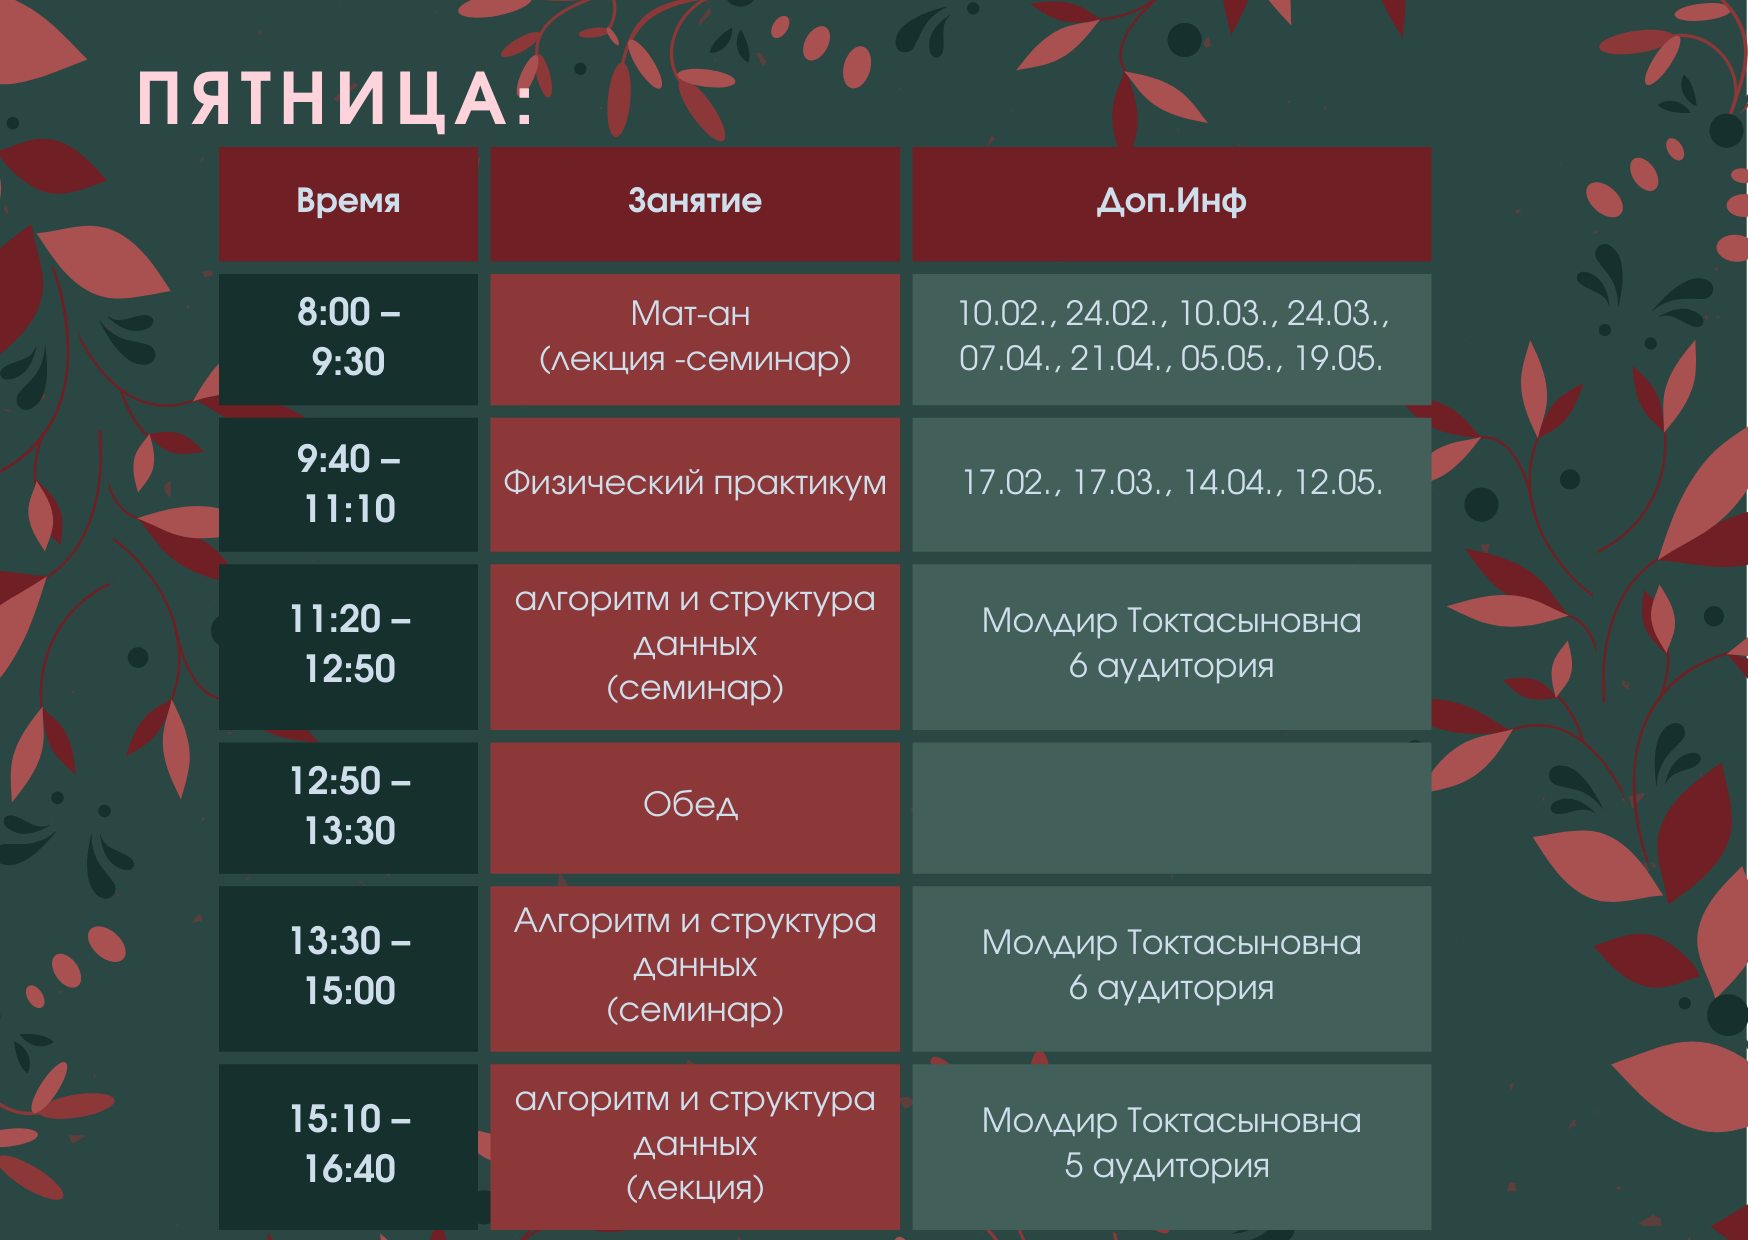 ПЯТНИЦА:
Время
Занятие
Доп.Инф
8:00 –
9:30
Мат-ан
(лекция -семинар)
10.02., 24.02., 10.03., 24.03.,
07.04., 21.04., 05.05., 19.05.
9:40 –
11:10
Физический практикум
17.02., 17.03., 14.04., 12.05.
11:20 –
12:50
алгоритм и структура
данных
(семинар)
Молдир Токтасыновна
6 аудитория
12:50 –
13:30
Обед
13:30 –
15:00
Алгоритм и структура
данных
(семинар)
Молдир Токтасыновна
6 аудитория
15:10 –
16:40
алгоритм и структура
данных
(лекция)
Молдир Токтасыновна
5 аудитория